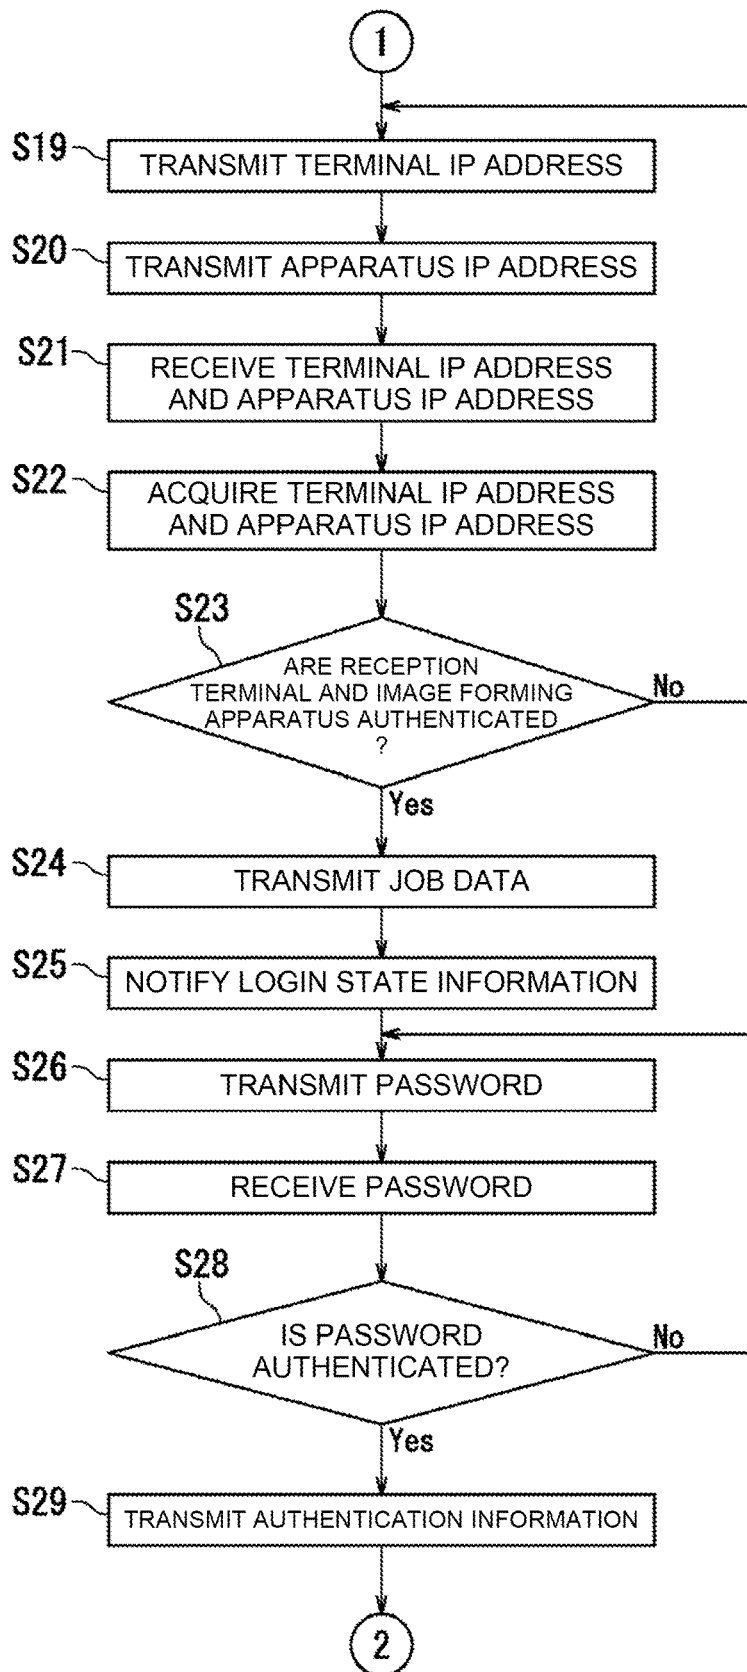 1
S19
TRANSMIT TERMINAL IP ADDRESS
S20
TRANSMIT APPARATUS IP ADDRESS
S21
RECEIVE TERMINAL IP ADDRESS
AND APPARATUS IP ADDRESS
S22
ACQUIRE TERMINAL IP ADDRESS
AND APPARATUS IP ADDRESS
S23
ARE RECEPTION
TERMINAL AND IMAGE FORMING
APPARATUS AUTHENTICATED
?
No
Yes
S24
TRANSMIT JOB DATA
S25
NOTIFY LOGIN STATE INFORMATION
S26
TRANSMIT PASSWORD
S27
RECEIVE PASSWORD
S28
IS PASSWORD
AUTHENTICATED?
No
Yes
S29
TRANSMIT AUTHENTICATION INFORMATION
2